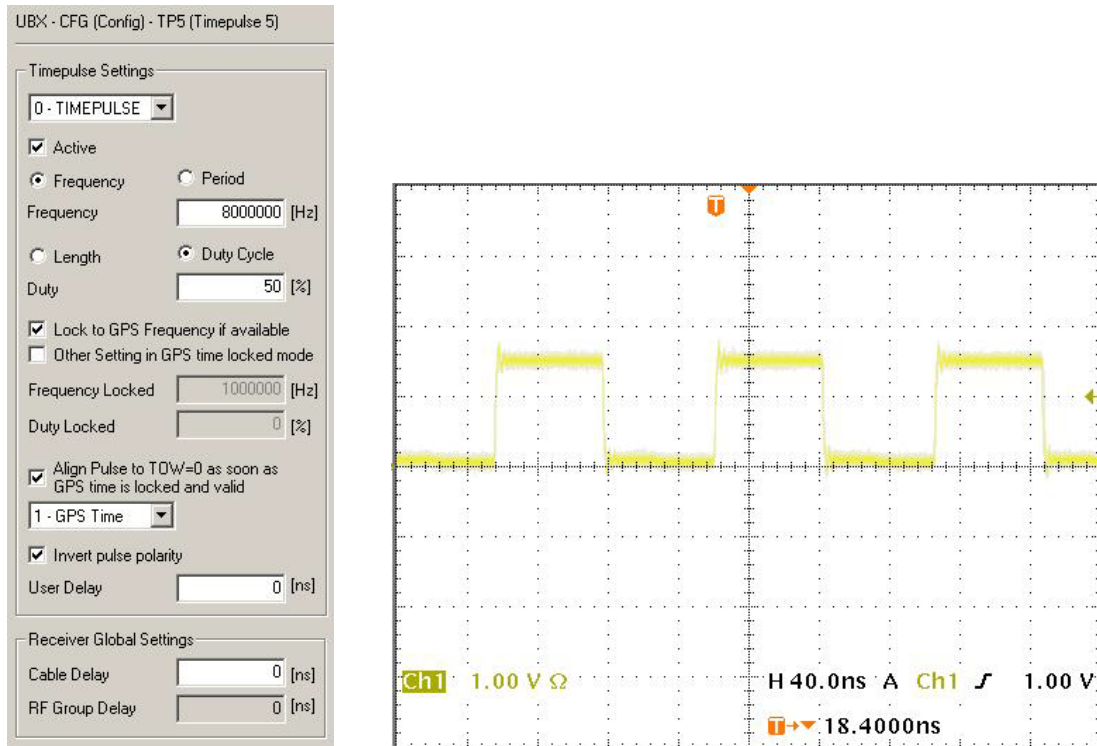 UBX - CFG (Config) - TP5 (Timepulse 5)
Timepulse Settings
0 - TIMEPULSE
Active
Frequency Period
Frequency 8000000 [Hz]
Length Duty Cycle
Duty 50 [%]
Lock to GPS Frequency if available
Other Setting in GPS time locked mode
Frequency Locked 1000000 [Hz]
Duty Locked 0 [%]
Align Pulse to TOW=0 as soon as
GPS time is locked and valid
1 - GPS Time
Invert pulse polarity
User Delay 0 [ns]
Receiver Global Settings
Cable Delay 0 [ns]
RF Group Delay 0 [ns]
T
Ch1 1.00 V Ω H 40.0ns A Ch1 1.00 V
T 18.4000ns